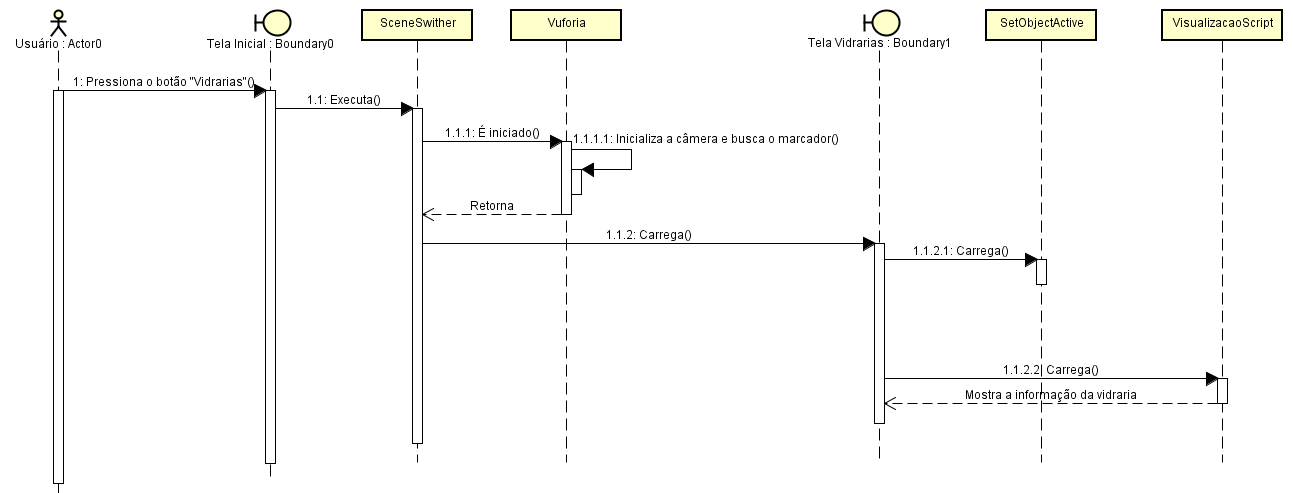 Usuário : Actor0
Tela Inicial : Boundary0
SceneSwither
Vuforia
Tela Vidrarias : Boundary1
SetObjectActive
VisualizacaoScript
1: Pressiona o botão "Vidrarias"()
1.1: Executa()
1.1.1: É iniciado()
1.1.1.1: Inicializa a câmera e busca o marcador()
Retorna
1.1.2: Carrega()
1.1.2.1: Carrega()
1.1.2.2: Carrega()
Mostra a informação da vidraria